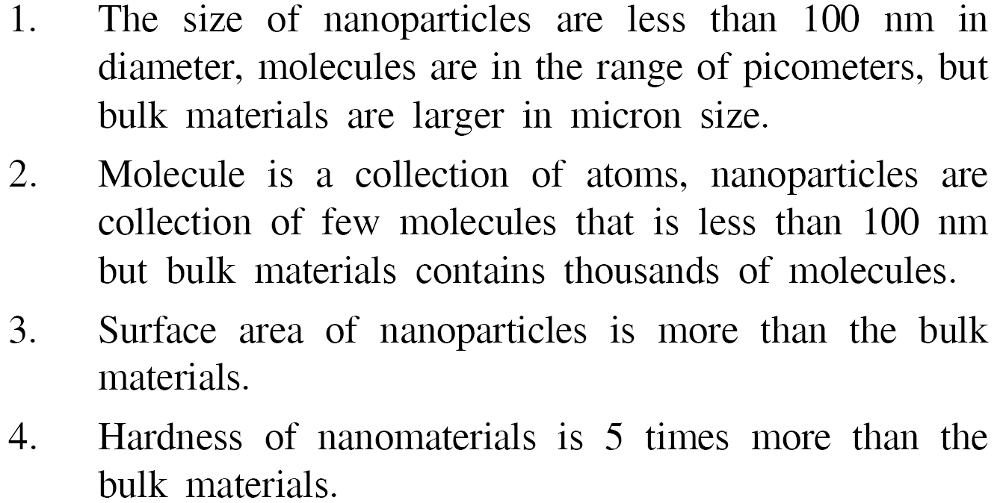 1. The size of nanoparticles are less than 100 nm in
diameter, molecules are in the range of picometers, but
bulk materials are larger in micron size.
2. Molecule is a collection of atoms, nanoparticles are
collection of few molecules that is less than 100 nm
but bulk materials contains thousands of molecules.
3. Surface area of nanoparticles is more than the bulk
materials.
4. Hardness of nanomaterials is 5 times more than the
bulk materials.